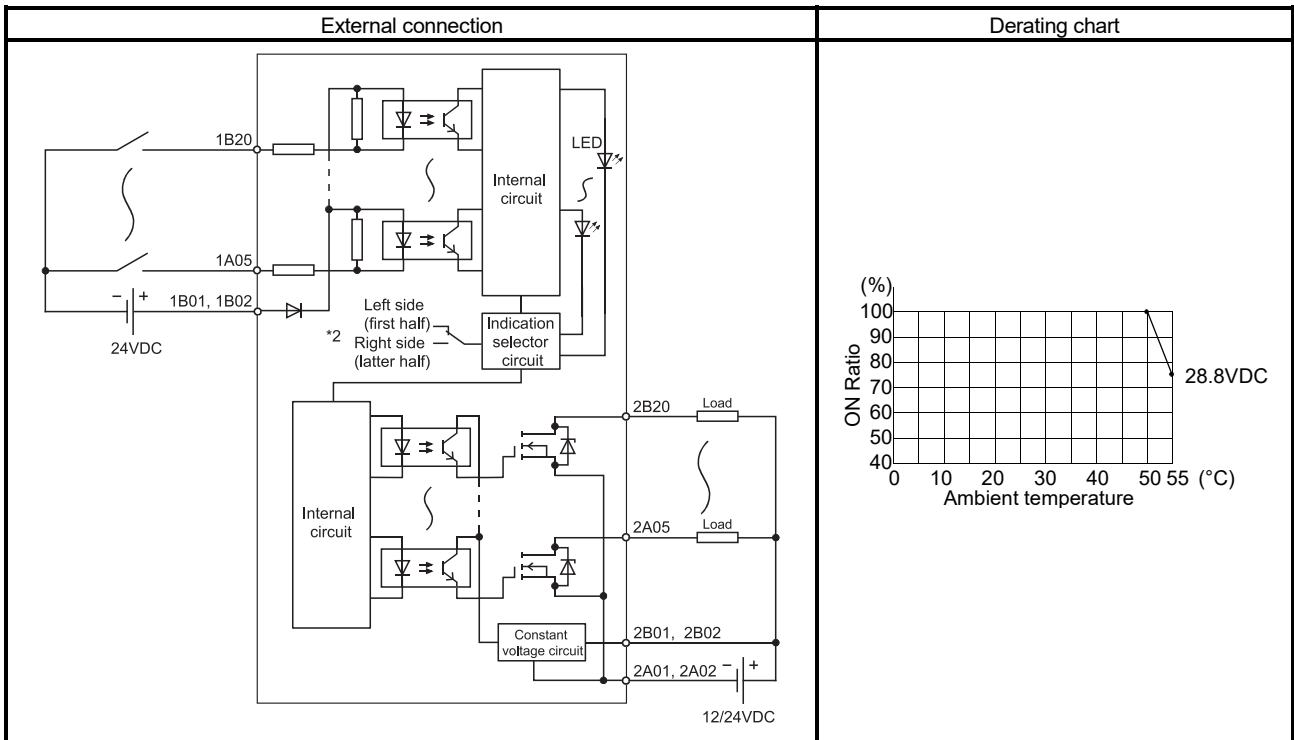 External connection
Derating chart
1B20
1A05
1B01, 1B02
− +
24VDC
LED
Internal
circuit
*2
Left side
(first half)
Right side
(latter half)
Indication
selector
circuit
Internal
circuit
Constant
voltage circuit
2B20
Load
2A05
Load
2B01, 2B02
2A01, 2A02
− +
12/24VDC
(%)
100
90
80
70
60
50
40
ON Ratio
28.8VDC
0 10 20 30 40 50 55 (°C)
Ambient temperature